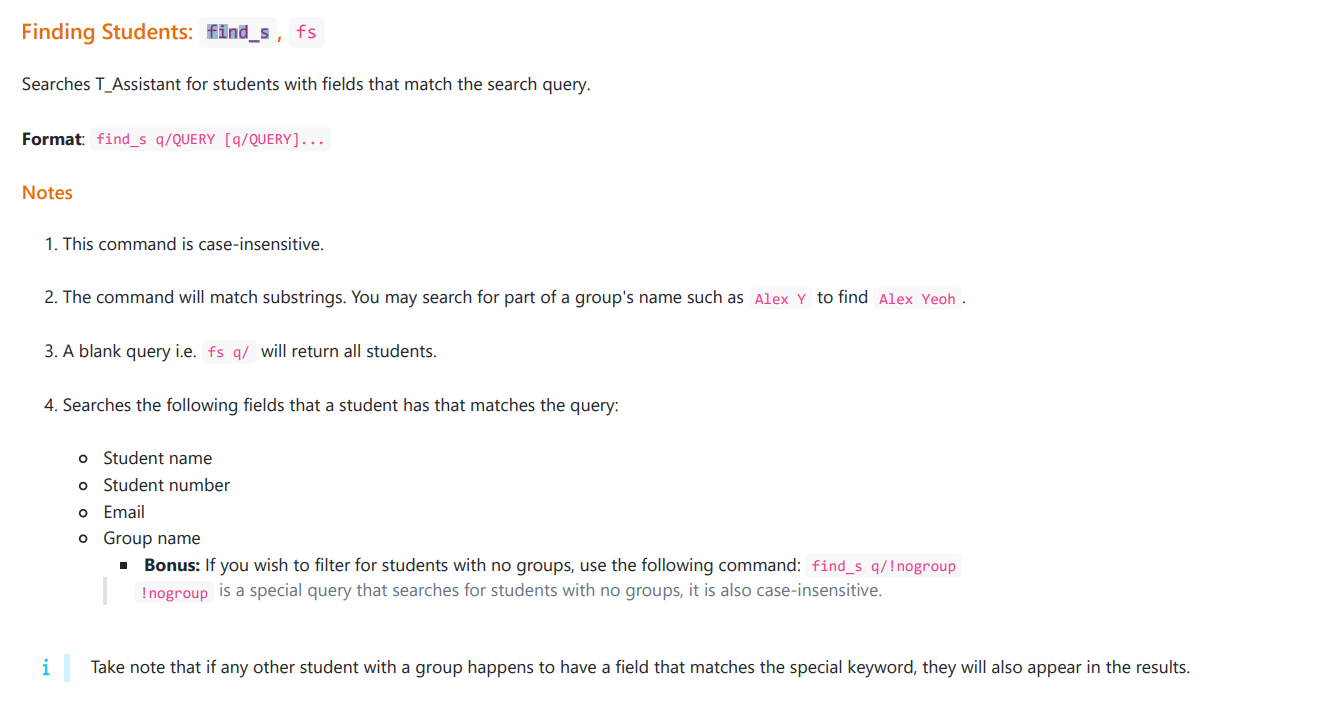 Finding Students: find_s , fs
Searches T_Assistant for students with fields that match the search query.
Format: find_s q/QUERY [q/QUERY]...
Notes
1. This command is case-insensitive.
2. The command will match substrings. You may search for part of a group's name such as Alex Y to find Alex Yeoh .
3. A blank query i.e. fs q/ will return all students.
4. Searches the following fields that a student has that matches the query:
Student name
Student number
Email
Group name
Bonus: If you wish to filter for students with no groups, use the following command: find_s q/!nogroup
!nogroup is a special query that searches for students with no groups, it is also case-insensitive.
i Take note that if any other student with a group happens to have a field that matches the special keyword, they will also appear in the results.